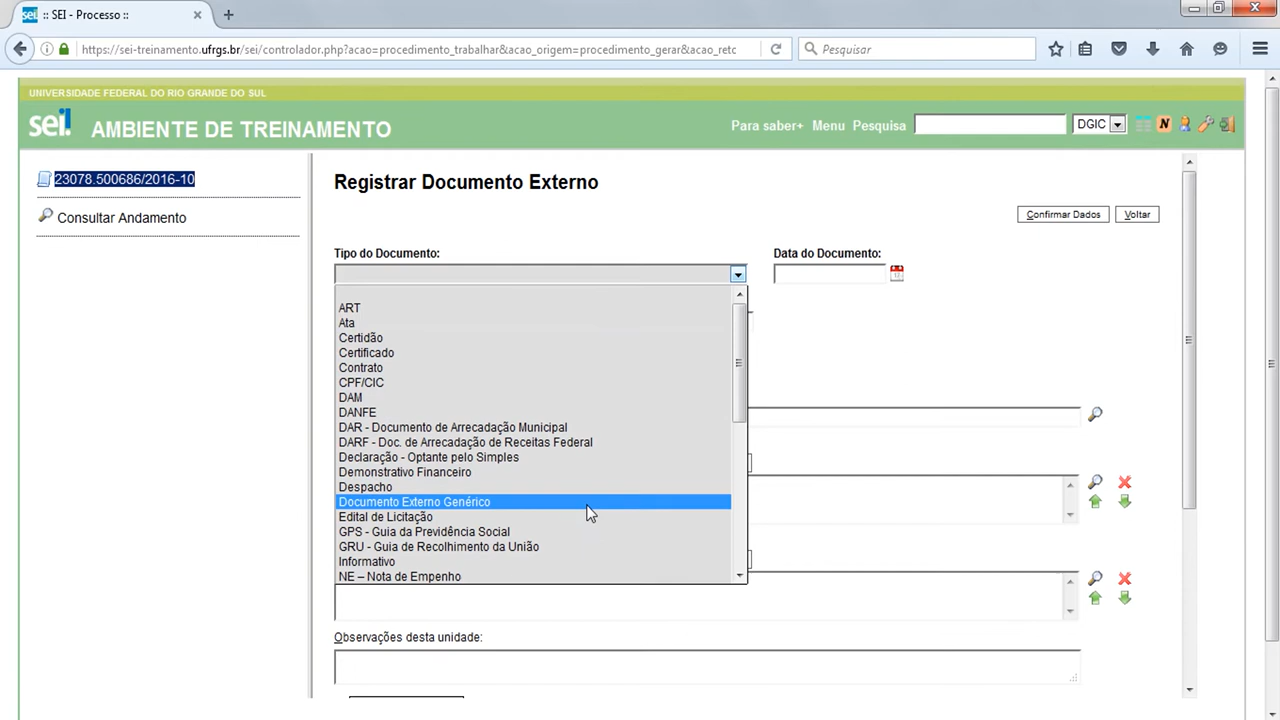 :: SEI - Processo ::
https://sei-treinamento.ufrgs.br/sei/controlador.php?acao=procedimento_trabalhar&acao_origem=procedimento_gerar&acao_retc
Pesquisar
UNIVERSIDADE FEDERAL DO RIO GRANDE DO SUL
sei!
AMBIENTE DE TREINAMENTO
Para saber+ Menu Pesquisa
DGIC
23078.500686/2016-10
Consultar Andamento
Registrar Documento Externo
Confirmar Dados
Voltar
Tipo do Documento:
Data do Documento:
ART
Ata
Certidão
Certificado
Contrato
CPF/CIC
DAM
DANFE
DAR - Documento de Arrecadação Municipal
DARF - Doc. de Arrecadação de Receitas Federal
Declaração - Optante pelo Simples
Demonstrativo Financeiro
Despacho
Documento Externo Genérico
Edital de Licitação
GPS - Guia da Previdência Social
GRU - Guia de Recolhimento da União
Informativo
NE – Nota de Empenho
Observações desta unidade: